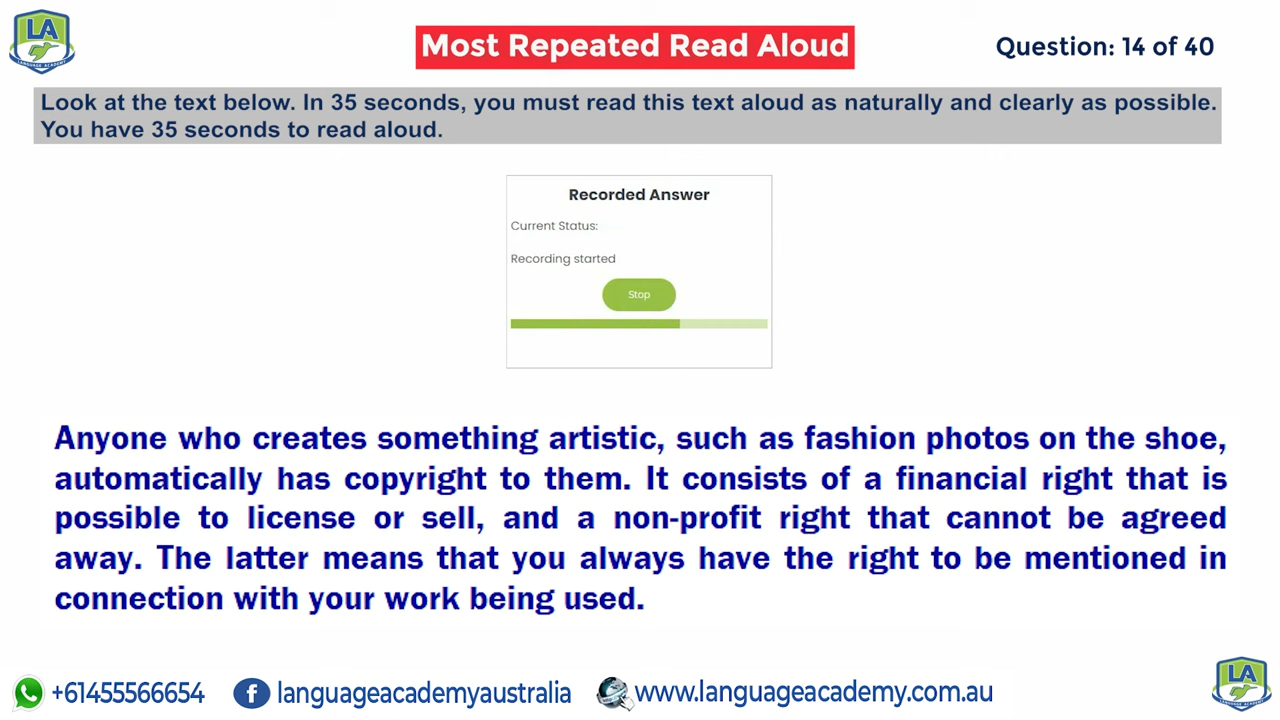 LA
LANGUAGE ACADEMY
Most Repeated Read Aloud
Question: 14 of 40
Look at the text below. In 35 seconds, you must read this text aloud as naturally and clearly as possible.
You have 35 seconds to read aloud.
Recorded Answer
Current Status:
Recording started
Stop
Anyone who creates something artistic, such as fashion photos on the shoe,
automatically has copyright to them. It consists of a financial right that is
possible to license or sell, and a non-profit right that cannot be agreed
away. The latter means that you always have the right to be mentioned in
connection with your work being used.
+61455566654
languageacademyaustralia
www.languageacademy.com.au
LA
LANGUAGE ACADEMY